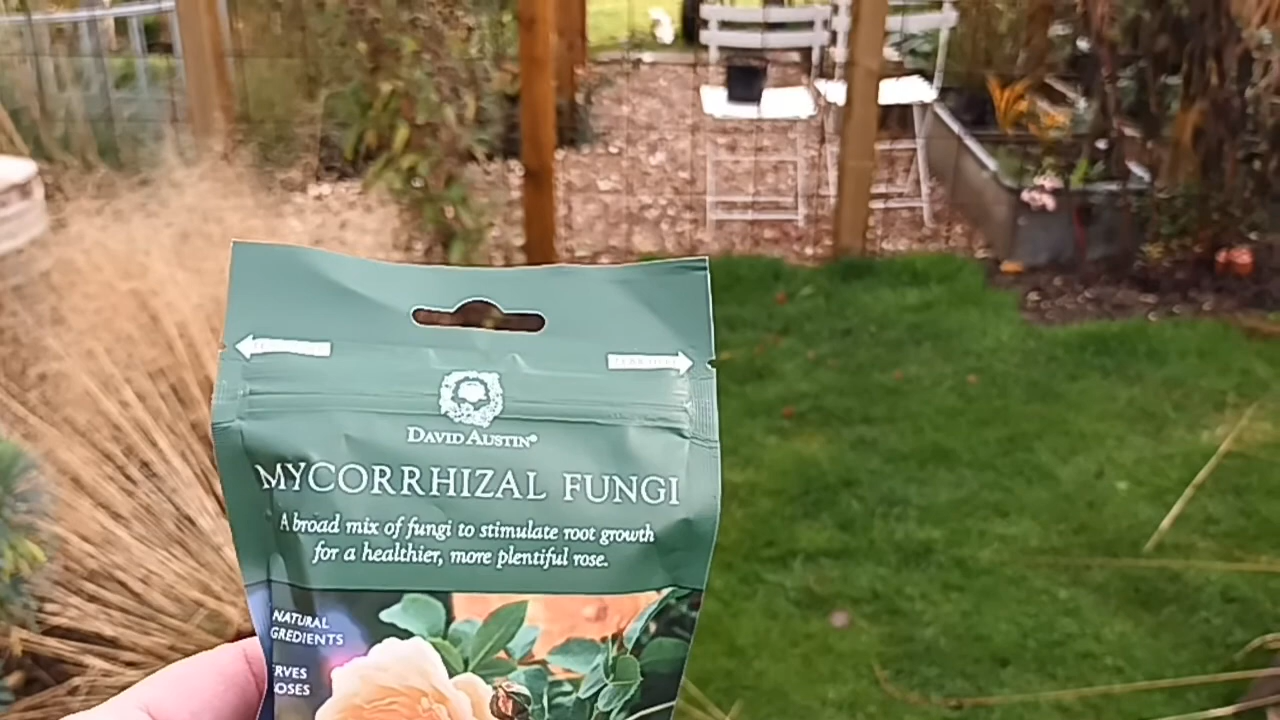 DAVID AUSTIN®
MYCORRHIZAL FUNGI
A broad mix of fungi to stimulate root growth
for a healthier, more plentiful rose.
NATURAL
GREDIENTS
RVES
OSES